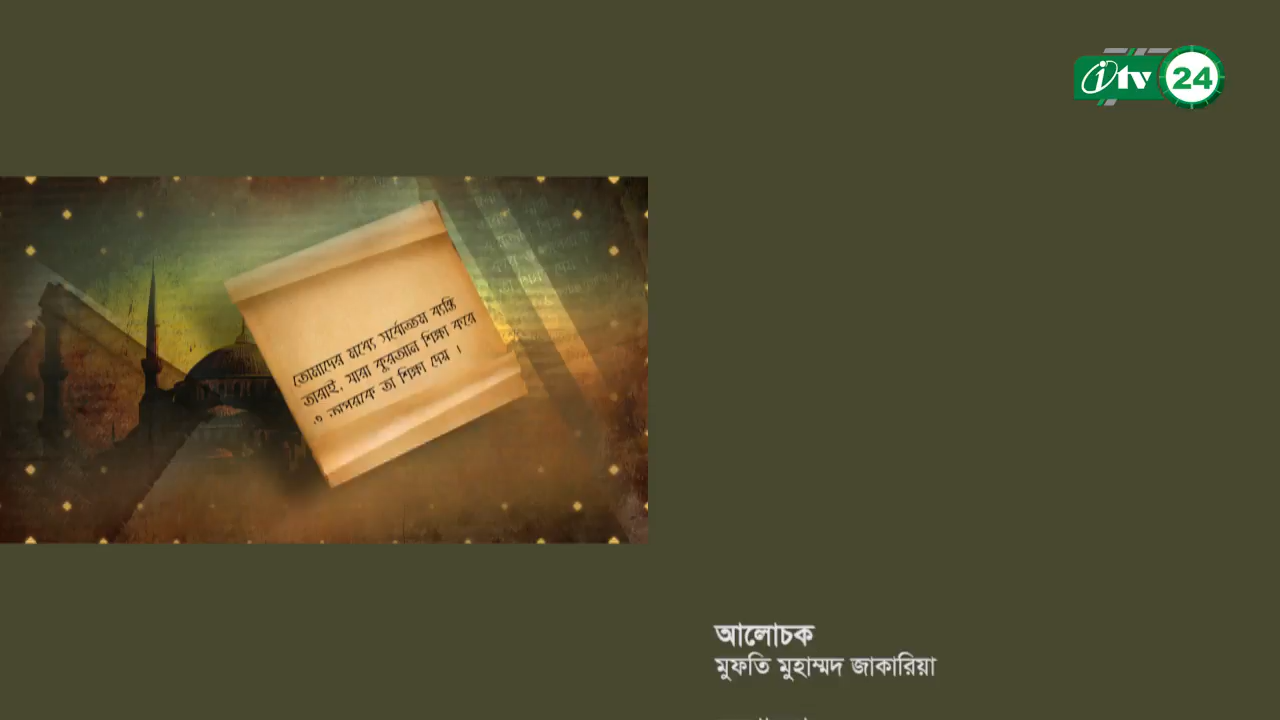 itv 24
তোমাদের মধ্যে সর্বোত্তম ব্যক্তি
তারাই, যারা কুরআন শিক্ষা করে
ও অপরকে তা শিক্ষা দেয় ।
আলোচক
মুফতি মুহাম্মদ জাকারিয়া